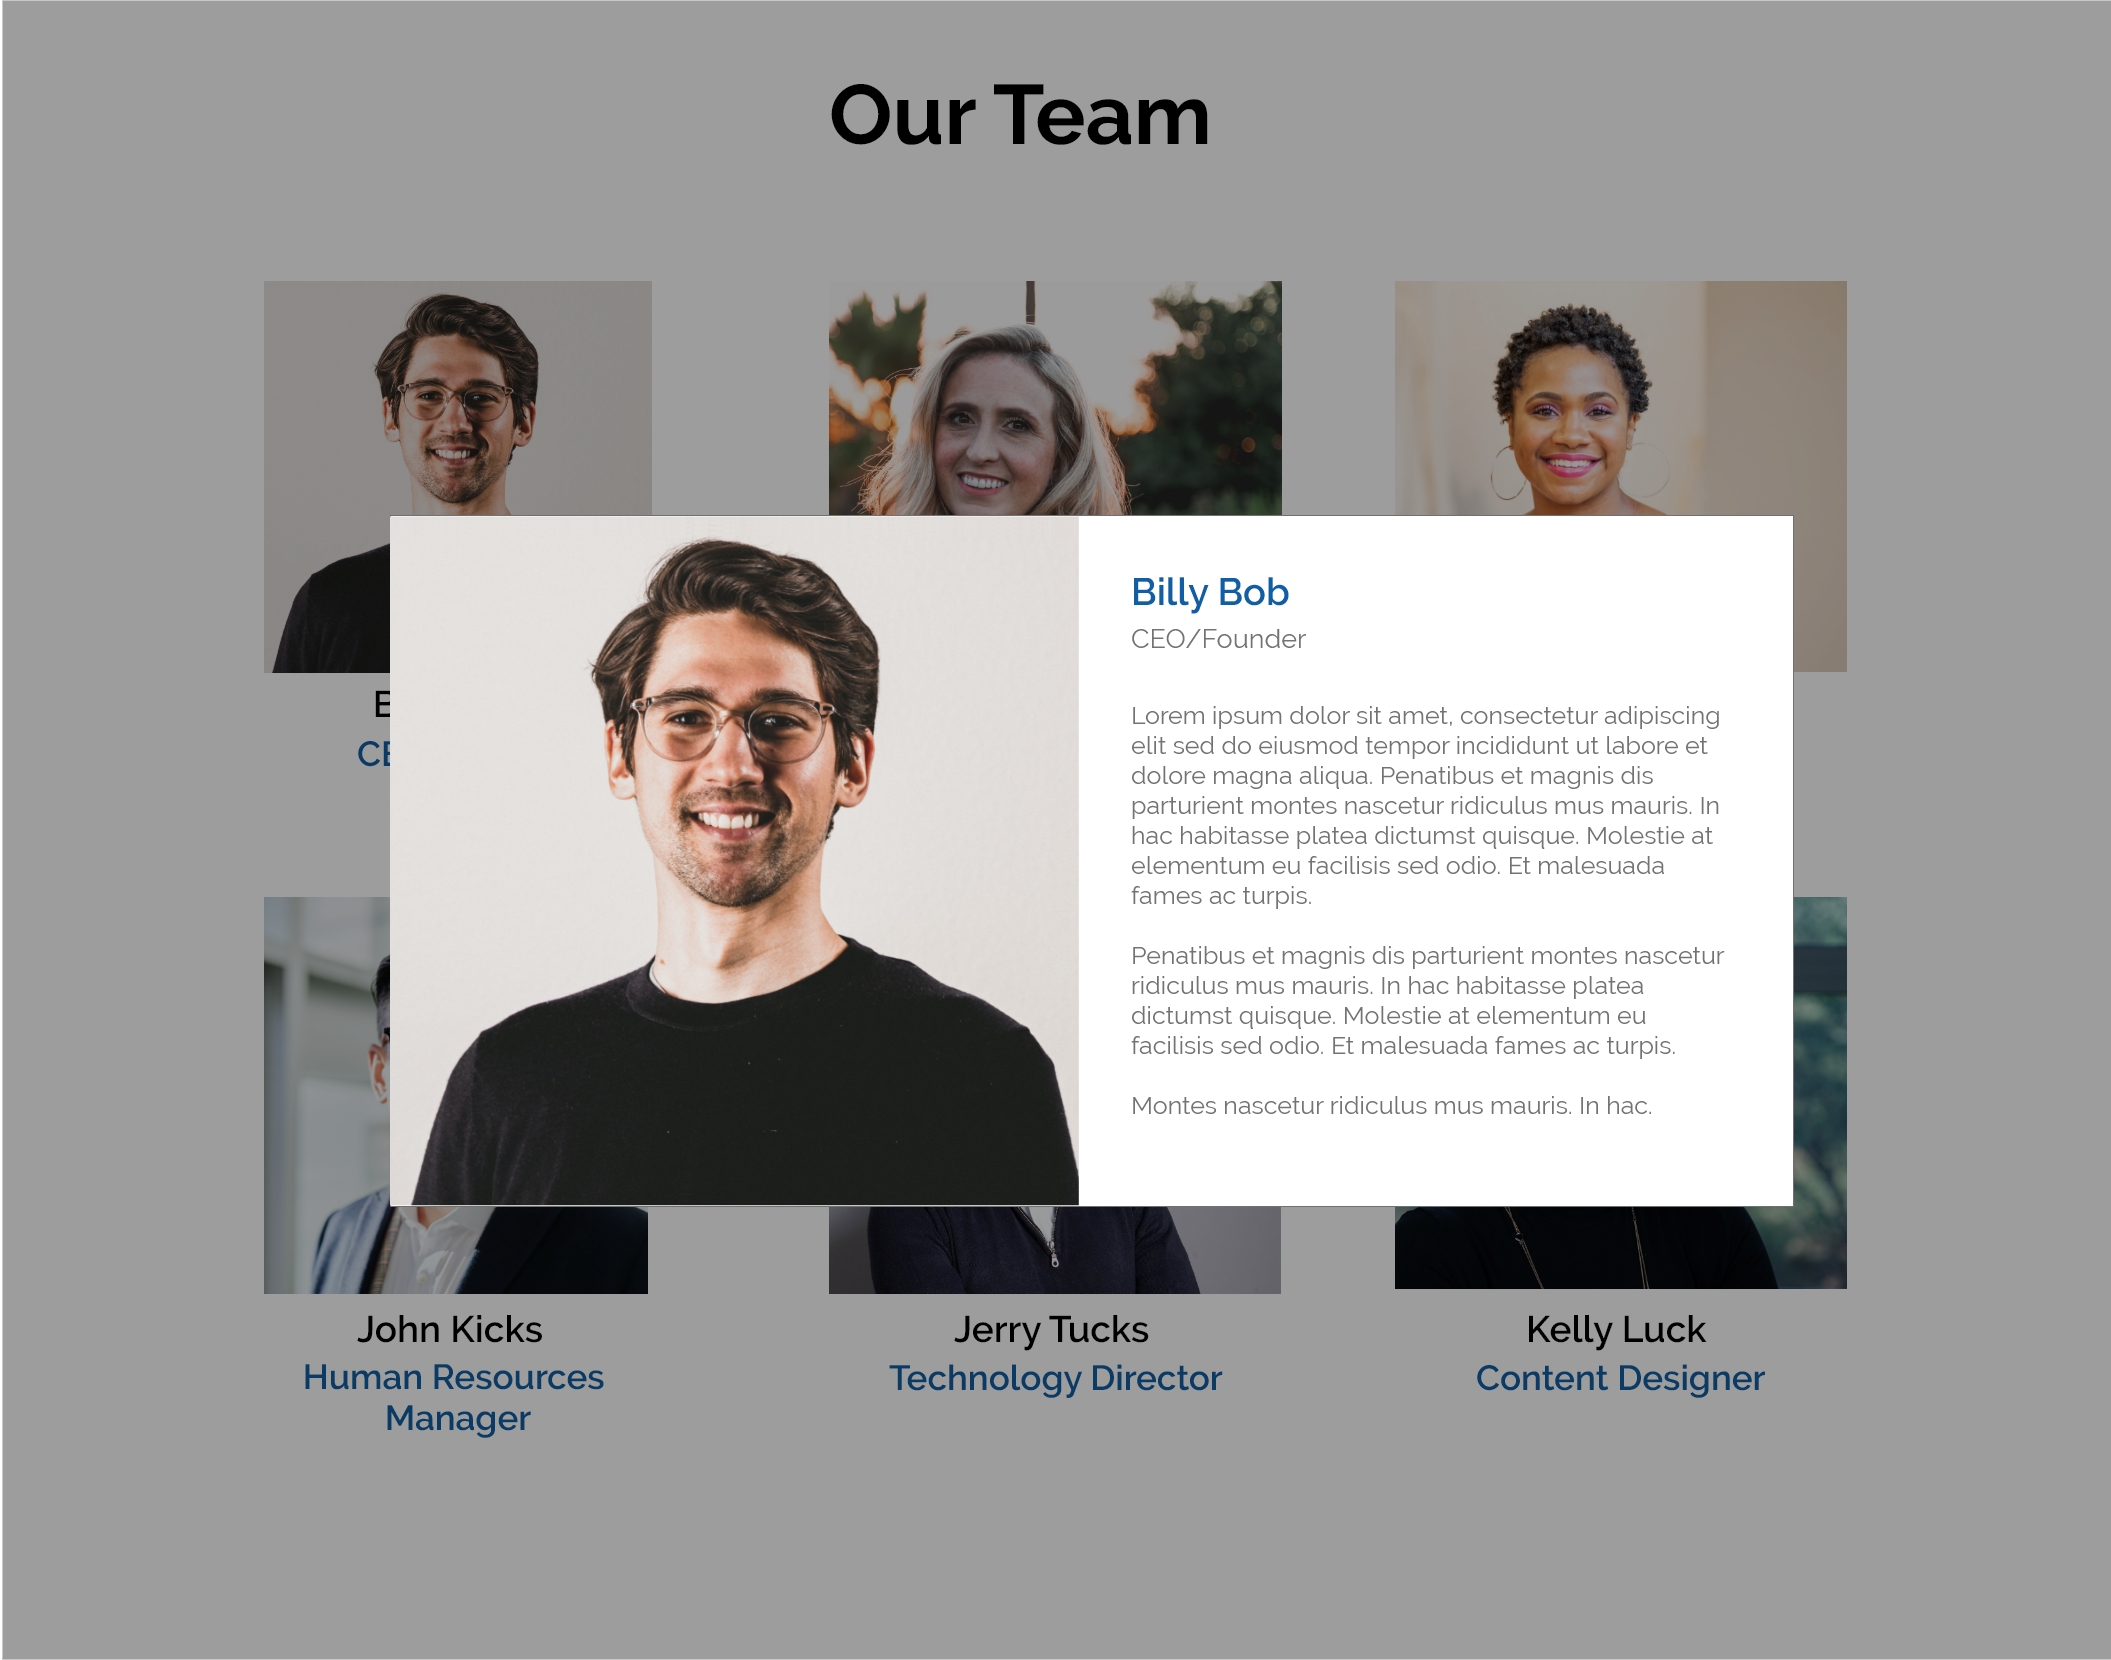 Our Team
Billy Bob
CEO/Founder
Lorem ipsum dolor sit amet, consectetur adipiscing
elit sed do eiusmod tempor incididunt ut labore et
dolore magna aliqua. Penatibus et magnis dis
parturient montes nascetur ridiculus mus mauris. In
hac habitasse platea dictumst quisque. Molestie at
elementum eu facilisis sed odio. Et malesuada
fames ac turpis.
Penatibus et magnis dis parturient montes nascetur
ridiculus mus mauris. In hac habitasse platea
dictumst quisque. Molestie at elementum eu
facilisis sed odio. Et malesuada fames ac turpis.
Montes nascetur ridiculus mus mauris. In hac.
John Kicks
Human Resources
Manager
Jerry Tucks
Technology Director
Kelly Luck
Content Designer